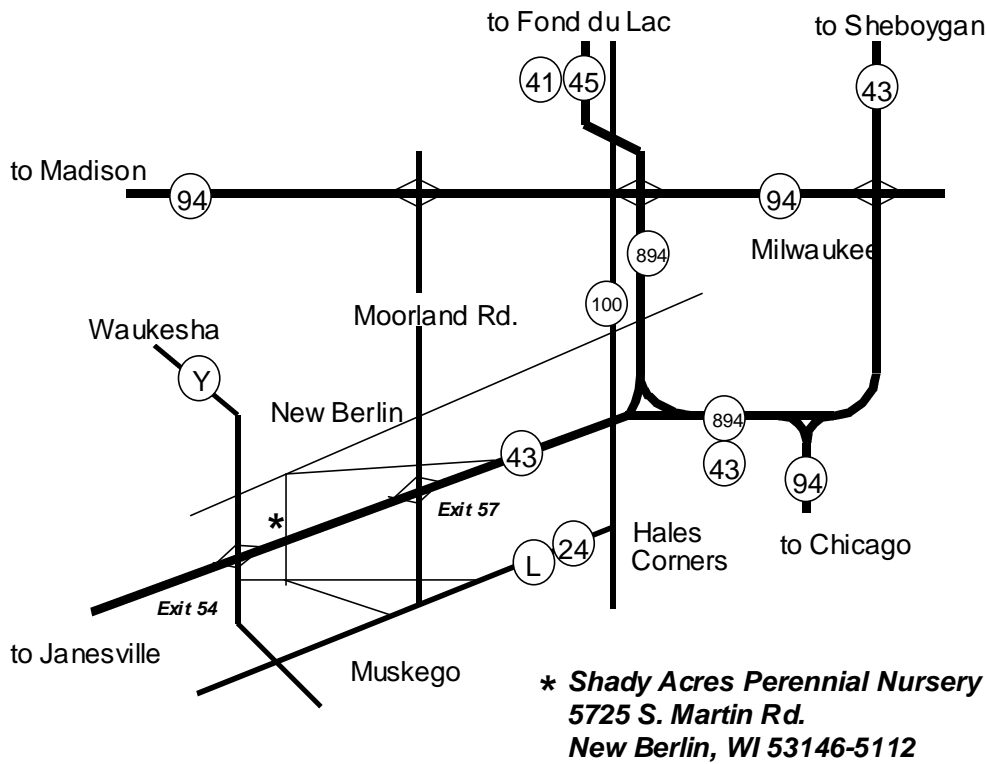 to Fond du Lac
to Sheboygan
41
45
43
to Madison
94
94
Milwaukee
894
100
Moorland Rd.
Waukesha
Y
New Berlin
894
43
43
94
*
Exit 57
24
L
Hales
Corners
to Chicago
Exit 54
to Janesville
Muskego
* Shady Acres Perennial Nursery
5725 S. Martin Rd.
New Berlin, WI 53146-5112